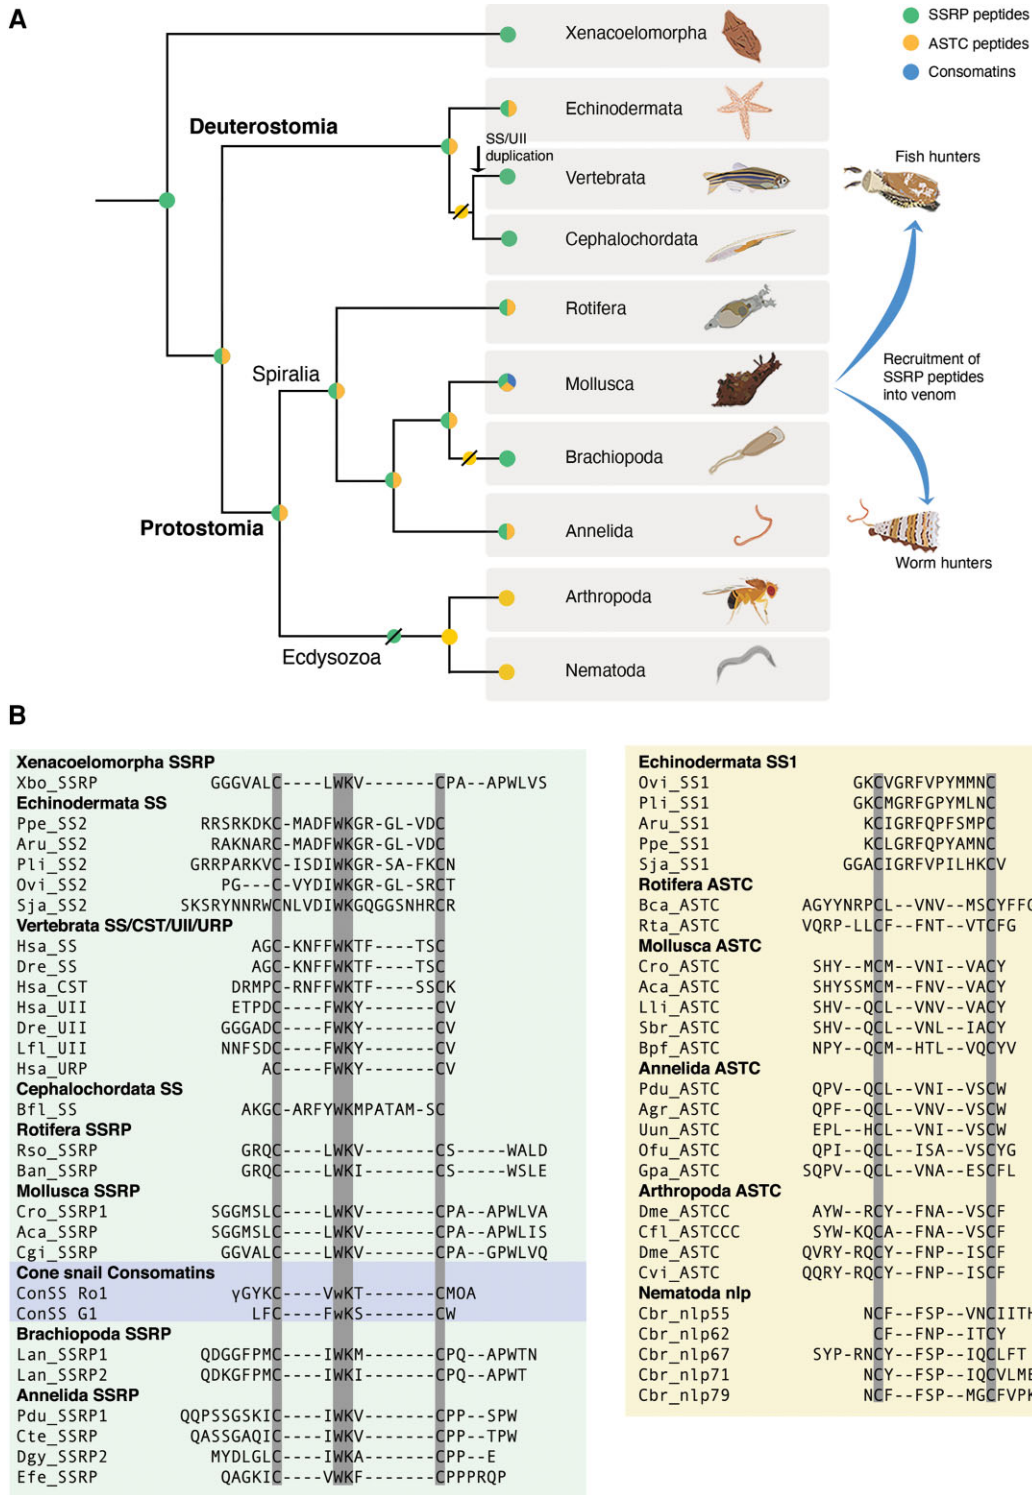 A
SSRP peptides
ASTC peptides
Consomatins
Xenacoelomorpha
Echinodermata
Deuterostomia
SS/UII
duplication
Vertebrata
Fish hunters
Cephalochordata
Rotifera
Spiralia
Mollusca
Recruitment of
SSRP peptides
into venom
Brachiopoda
Protostomia
Annelida
Worm hunters
Arthropoda
Ecdysozoa
Nematoda
B
Xenacoelomorpha SSRP
Xbo_SSRP GGGVALC----LWKV-------CPA--APWLVS
Echinodermata SS
Ppe_SS2 RRSRKDKC-MADFWKGR-GL-VDC
Aru_SS2 RAKNARC-MADFWKGR-GL-VDC
Pli_SS2 GRRPARKVC-ISDIWKGR-SA-FKCN
Ovi_SS2 PG---C-VYDIWKGR-GL-SRCT
Sja_SS2 SKSRYNNRWCNLVDIWKGQGGSNHRCR
Vertebrata SS/CST/UII/URP
Hsa_SS AGC-KNFFWKTF----TSC
Dre_SS AGC-KNFFWKTF----TSC
Hsa_CST DRMPC-RNFFWKTF----SSCK
Hsa_UII ETPDC----FWKY-------CV
Dre_UII GGGADC----FWKY-------CV
Lfl_UII NNFSDC----FWKY-------CV
Hsa_URP AC----FWKY-------CV
Cephalochordata SS
Bfl_SS AKGC-ARFYWKMPATAM-SC
Rotifera SSRP
Rso_SSRP GRQC----LWKV-------CS-----WALD
Ban_SSRP GRQC----LWKI-------CS-----WSLE
Mollusca SSRP
Cro_SSRP1 SGGMSLC----LWKV-------CPA--APWLVA
Aca_SSRP SGGMSLC----LWKV-------CPA--APWLIS
Cgi_SSRP GGVALC----LWKV-------CPA--GPWLVQ
Cone snail Consomatins
ConSS Ro1 γGYKC----VwKT-------CMOA
ConSS G1 LFC----FwKS-------CW
Brachiopoda SSRP
Lan_SSRP1 QDGGFPMC----IWKM-------CPQ--APWTN
Lan_SSRP2 QDKGFPMC----IWKI-------CPQ--APWT
Annelida SSRP
Pdu_SSRP1 QQPSSGSKIC----IWKV-------CPP--SPW
Cte_SSRP QASSGAQIC----IWKV-------CPP--TPW
Dgy_SSRP2 MYDLGLC----IWKA-------CPP--E
Efe_SSRP QAGKIC----VWKF-------CPPPRQP
Echinodermata SS1
Ovi_SS1 GKCVGRFVPYMMNC
Pli_SS1 GKCMGRFGPYMLNC
Aru_SS1 KCIGRFQPFSMPC
Ppe_SS1 KCLGRFQPYAMNC
Sja_SS1 GGACIGRFVPILHKCV
Rotifera ASTC
Bca_ASTC AGYYNRPCL--VNV--MSCYFFC
Rta_ASTC VQRP-LLCF--FNT--VTCFG
Mollusca ASTC
Cro_ASTC SHY--MCM--VNI--VACY
Aca_ASTC SHYSSMCM--FNV--VACY
Lli_ASTC SHV--QCL--VNV--VACY
Sbr_ASTC SHV--QCL--VNL--IACY
Bpf_ASTC NPY--QCM--HTL--VQCYV
Annelida ASTC
Pdu_ASTC QPV--QCL--VNI--VSCW
Agr_ASTC QPF--QCL--VNV--VSCW
Uun_ASTC EPL--HCL--VNI--VSCW
Ofu_ASTC QPI--QCL--ISA--VSCYG
Gpa_ASTC SQPV--QCL--VNA--ESCFL
Arthropoda ASTC
Dme_ASTCC AYW--RCY--FNA--VSCF
Cfl_ASTCCC SYW-KQCA--FNA--VSCF
Dme_ASTC QVRY-RQCY--FNP--ISCF
Cvi_ASTC QQRY-RQCY--FNP--ISCF
Nematoda nlp
Cbr_nlp55 NCF--FSP--VNCIITH
Cbr_nlp62 CF--FNP--ITCY
Cbr_nlp67 SYP-RNCY--FSP--IQCLFT
Cbr_nlp71 NCY--FSP--IQCVLME
Cbr_nlp79 NCF--FSP--MGCFVPK